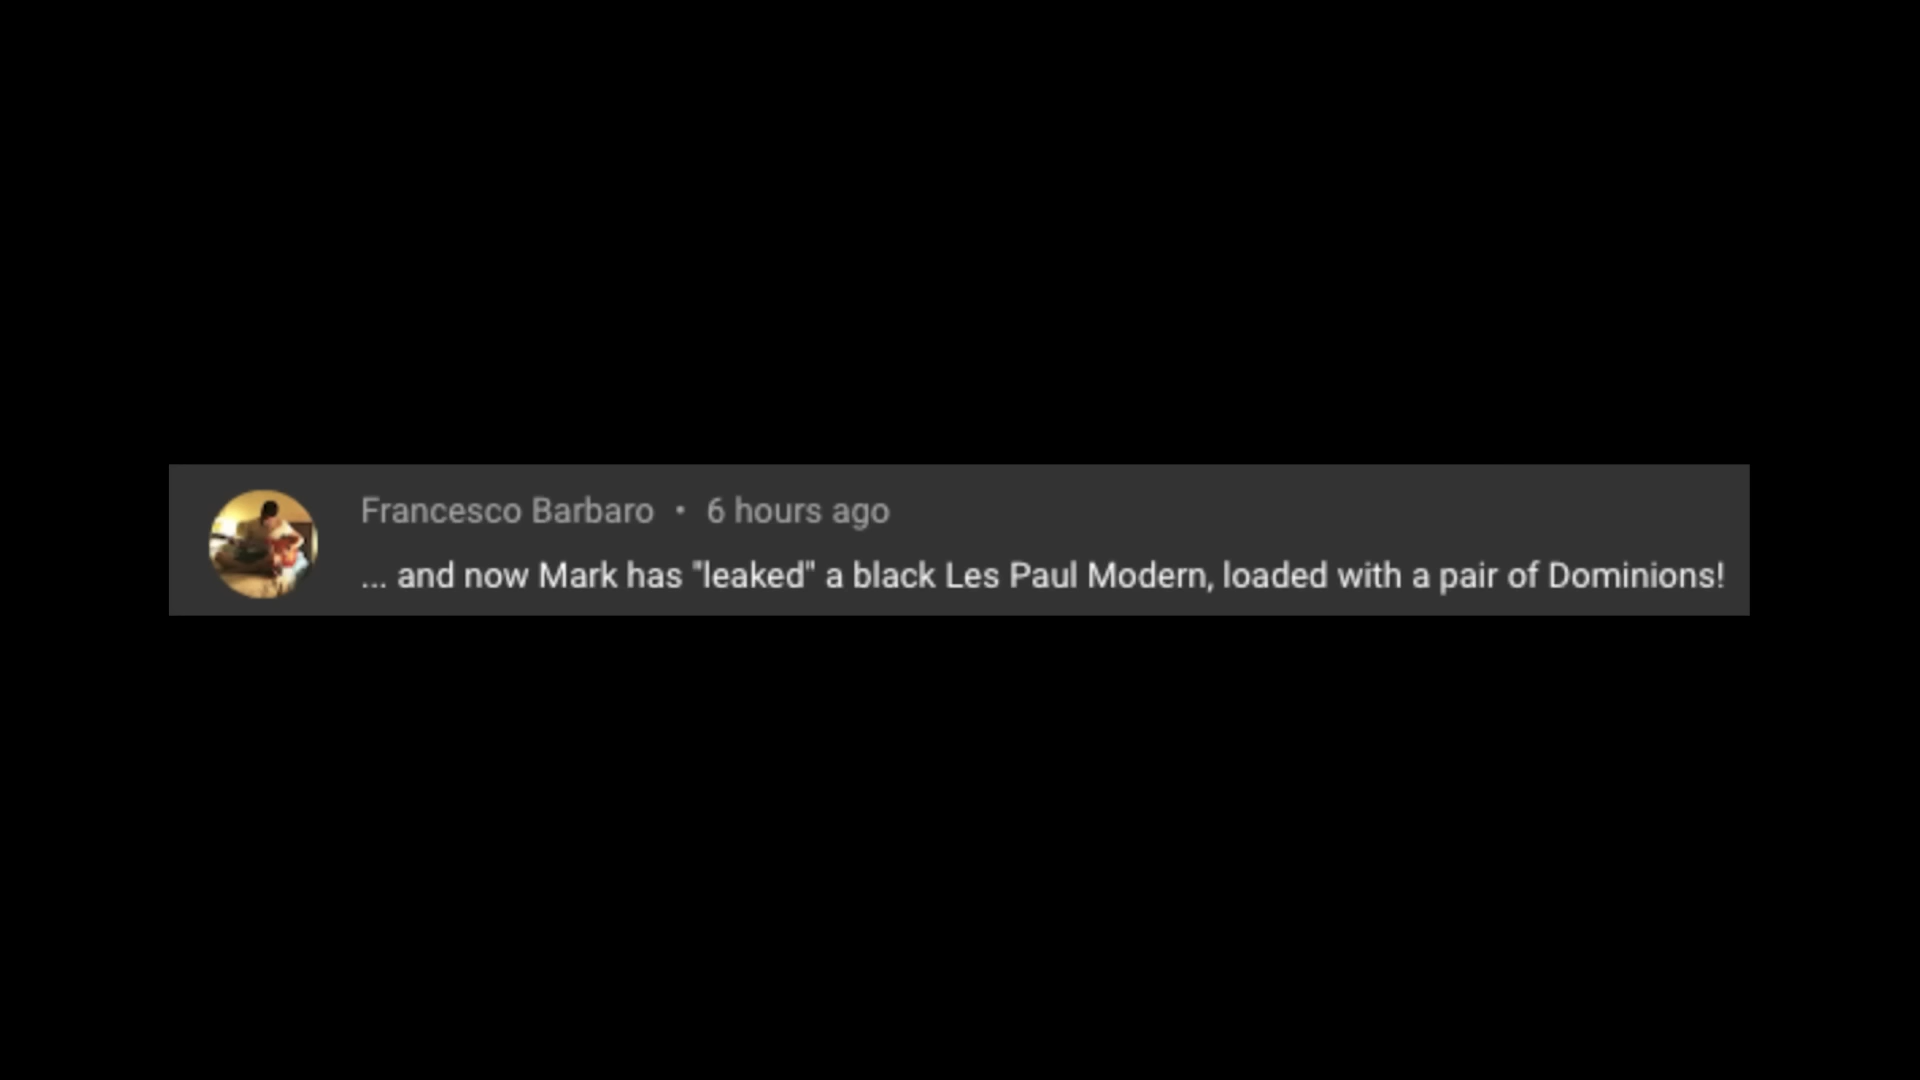 Francesco Barbaro • 6 hours ago
... and now Mark has "leaked" a black Les Paul Modern, loaded with a pair of Dominions!